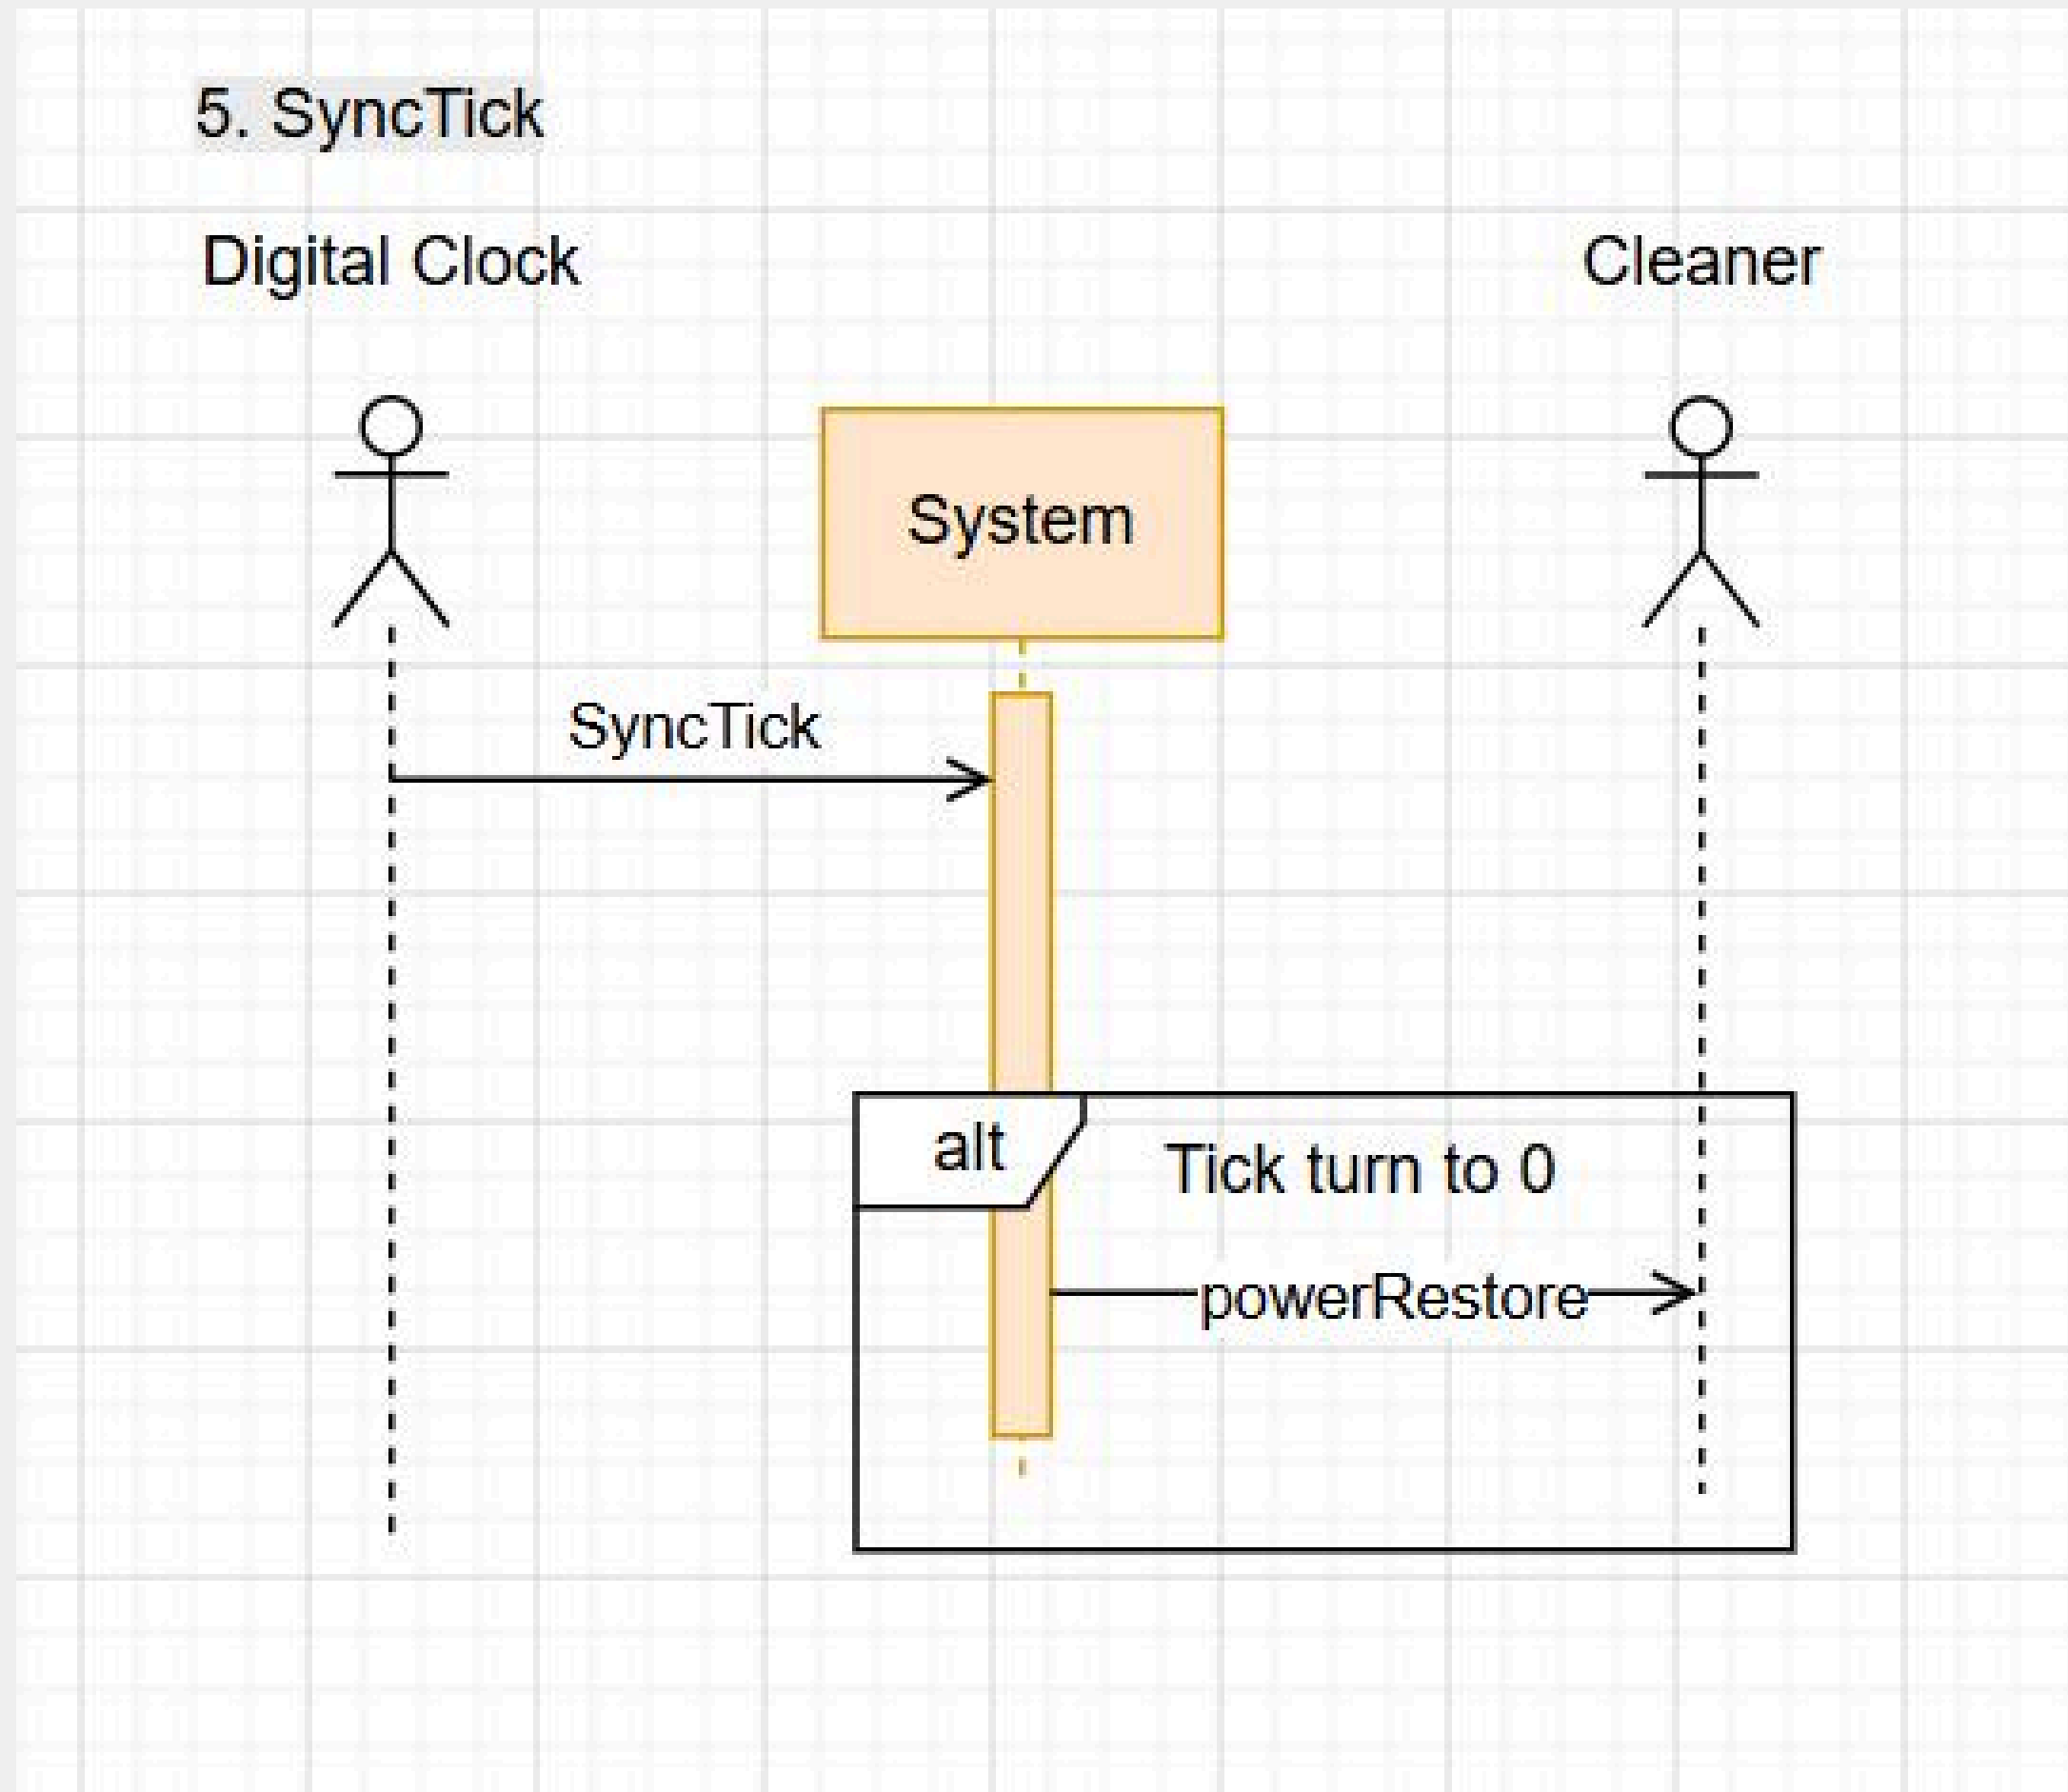 5. SyncTick
Digital Clock
Cleaner
System
SyncTick
alt
Tick turn to 0
powerRestore